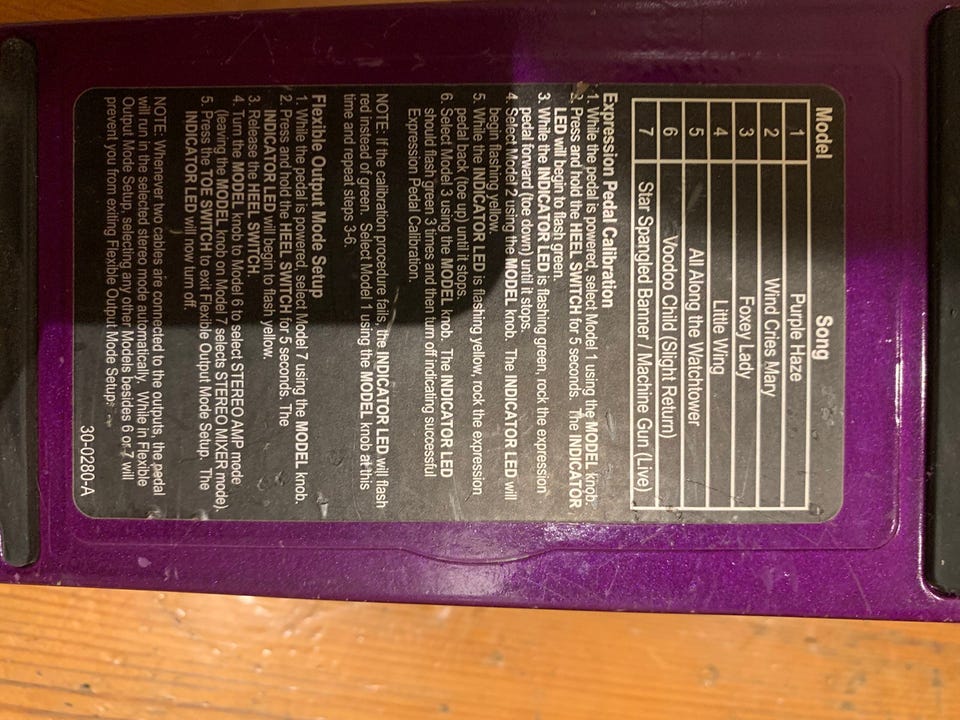 Model Song
1 Purple Haze
2 Wind Cries Mary
3 Foxey Lady
4 Little Wing
5 All Along the Watchtower
6 Voodoo Child (Slight Return)
7 Star Spangled Banner / Machine Gun (Live)
Expression Pedal Calibration
1. While the pedal is powered, select Model 1 using the MODEL knob.
2. Press and hold the HEEL SWITCH for 5 seconds. The INDICATOR
LED will begin to flash green.
3. While the INDICATOR LED is flashing green, rock the expression
pedal forward (toe down) until it stops.
4. Select Model 2 using the MODEL knob. The INDICATOR LED will
begin flashing yellow.
5. While the INDICATOR LED is flashing yellow, rock the expression
pedal back (toe up) until it stops.
6. Select Model 3 using the MODEL knob. The INDICATOR LED
should flash green 3 times and then turn off indicating successful
Expression Pedal Calibration.
NOTE: If the calibration procedure fails, the INDICATOR LED will flash
red instead of green. Select Model 1 using the MODEL knob at this
time and repeat steps 3-6.
Flexible Output Mode Setup
1. While the pedal is powered, select Model 7 using the MODEL knob.
2. Press and hold the HEEL SWITCH for 5 seconds. The
INDICATOR LED will begin to flash yellow.
3. Release the HEEL SWITCH
4. Turn the MODEL knob to Model 6 to select STEREO AMP mode
(leaving the MODEL knob on Model 7 selects STEREO MIXER mode).
5. Press the TOE SWITCH to exit Flexible Output Mode Setup. The
INDICATOR LED will now turn off.
NOTE: Whenever two cables are connected to the outputs the pedal
will run in the selected stereo mode automatically. While in Flexible
Output Mode Setup, selecting any other Models besides 6 or 7 will
prevent you from exiting Flexible Output Mode Setup.
30-0280-A